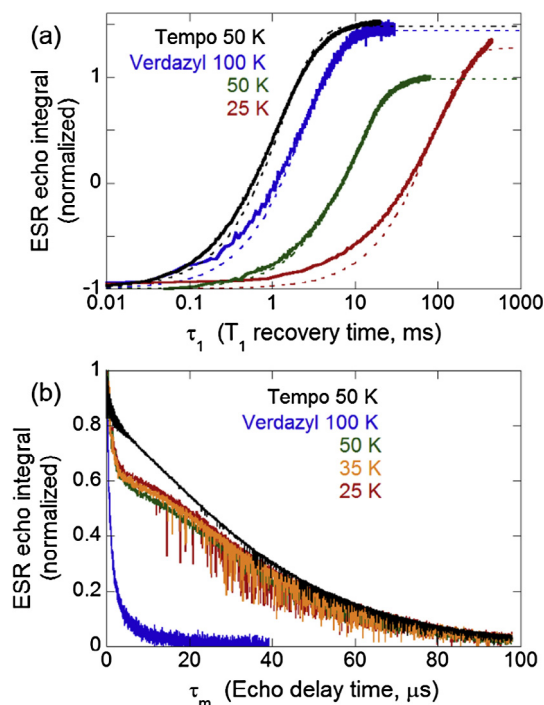 (a)
Tempo 50 K
Verdazyl 100 K
50 K
25 K
ESR echo integral
(normalized)
1
0
-1
0.01 0.1 1 10 100 1000
τ1 (T1 recovery time, ms)
(b)
Tempo 50 K
Verdazyl 100 K
50 K
35 K
25 K
ESR echo integral
(normalized)
1
0.8
0.6
0.4
0.2
0
0 20 40 60 80 100
τm (Echo delay time, μs)